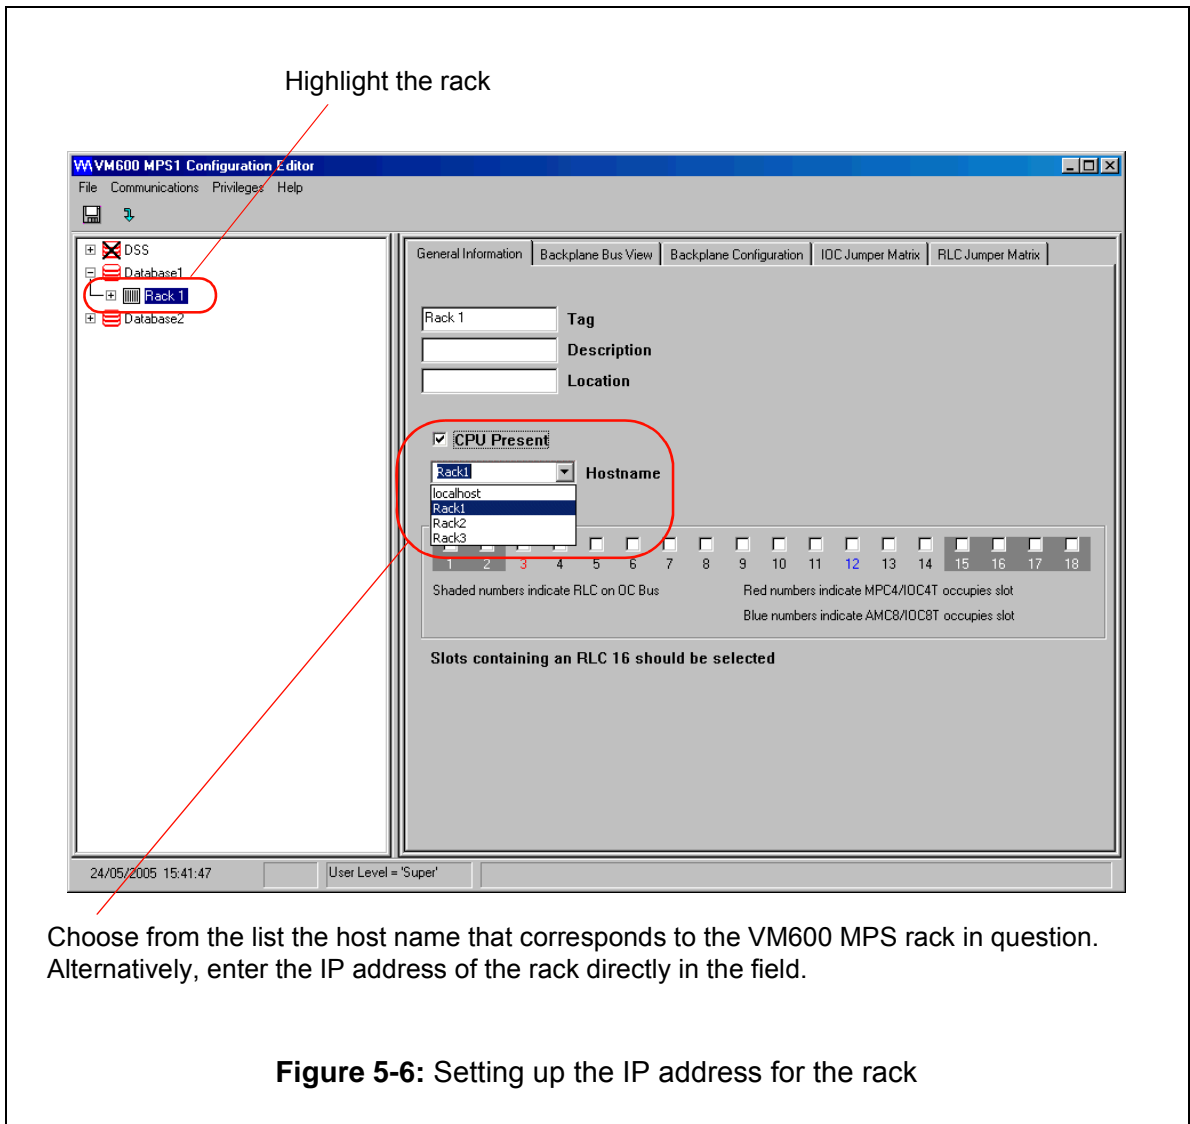 Highlight the rack
VM600 MPS1 Configuration Editor
File Communications Privileges Help
DSS
Database1
Rack 1
Database2
General Information Backplane Bus View Backplane Configuration IOC Jumper Matrix RLC Jumper Matrix
Rack 1 Tag
Description
Location
CPU Present
Rack1 Hostname
localhost
Rack1
Rack2
Rack3
1 2 3 4 5 6 7 8 9 10 11 12 13 14 15 16 17 18
Shaded numbers indicate RLC on OC Bus Red numbers indicate MPC4/IOC4T occupies slot
Blue numbers indicate AMC8/IOC8T occupies slot
Slots containing an RLC 16 should be selected
24/05/2005 15:41:47 User Level = 'Super'
Choose from the list the host name that corresponds to the VM600 MPS rack in question.
Alternatively, enter the IP address of the rack directly in the field.
Figure 5-6: Setting up the IP address for the rack